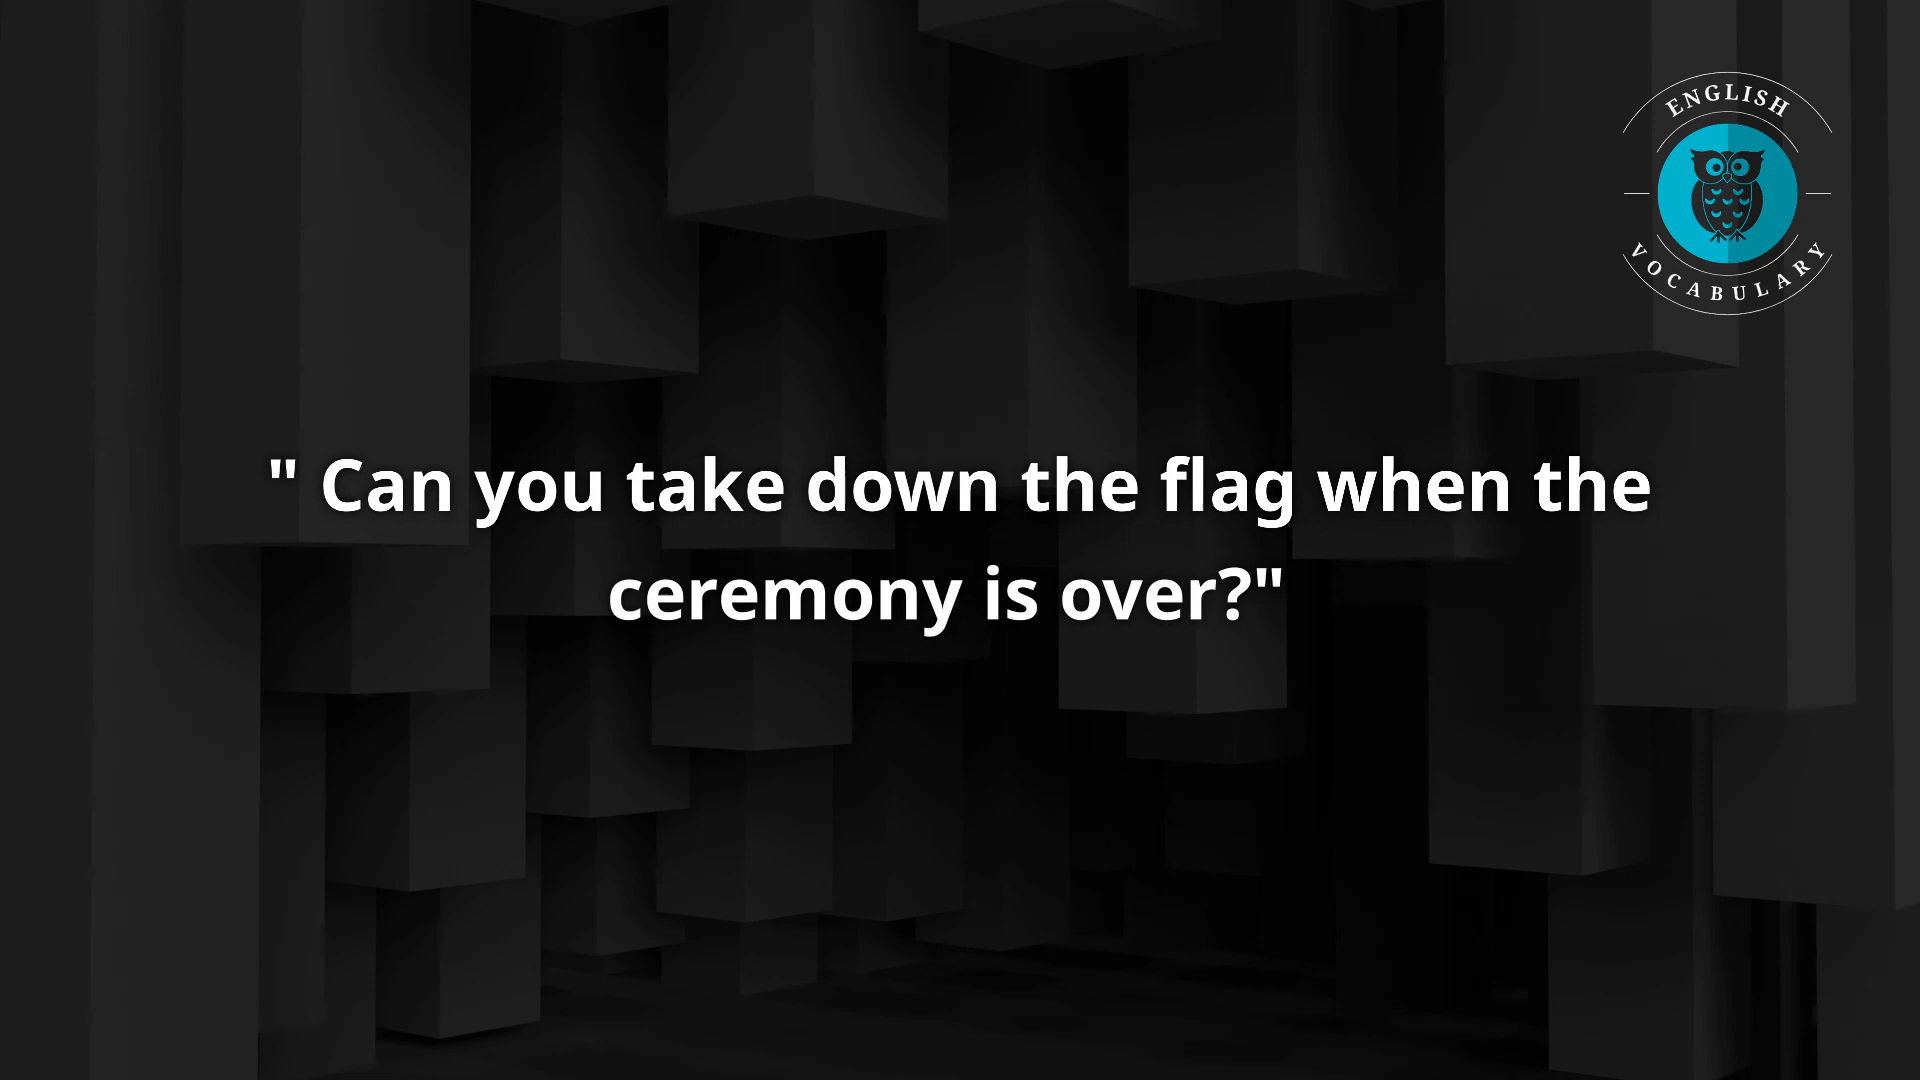 ENGLISH
VOCABULARY
" Can you take down the flag when the
ceremony is over?"